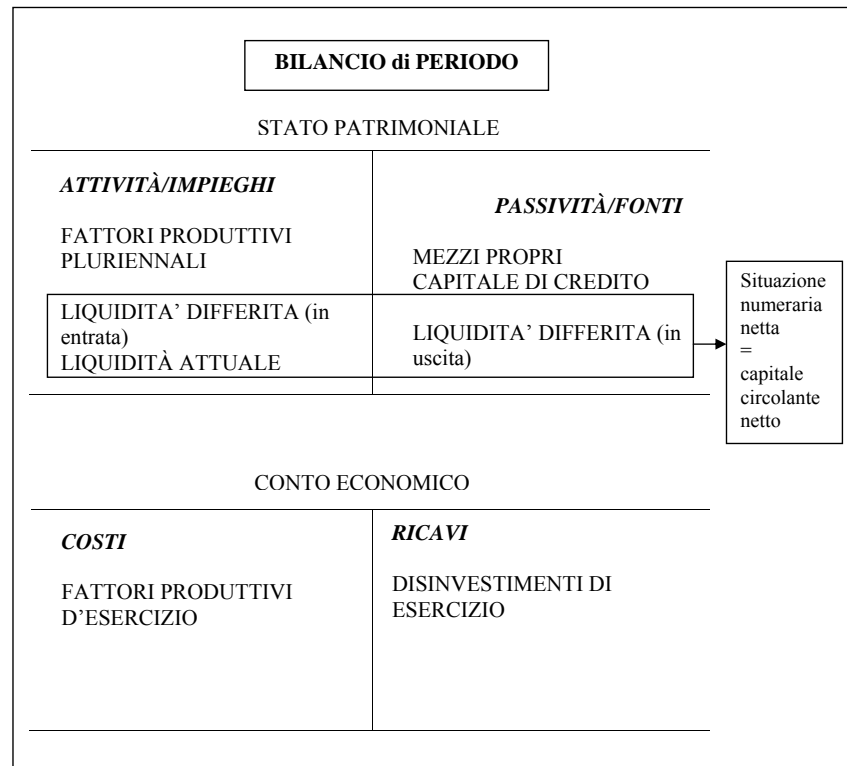 BILANCIO di PERIODO
STATO PATRIMONIALE
ATTIVITÀ/IMPIEGHI
FATTORI PRODUTTIVI
PLURIENNALI
LIQUIDITA’ DIFFERITA (in
entrata)
LIQUIDITÀ ATTUALE
PASSIVITÀ/FONTI
MEZZI PROPRI
CAPITALE DI CREDITO
LIQUIDITA’ DIFFERITA (in
uscita)
Situazione
numeraria
netta
=
capitale
circolante
netto
CONTO ECONOMICO
COSTI
FATTORI PRODUTTIVI
D’ESERCIZIO
RICAVI
DISINVESTIMENTI DI
ESERCIZIO